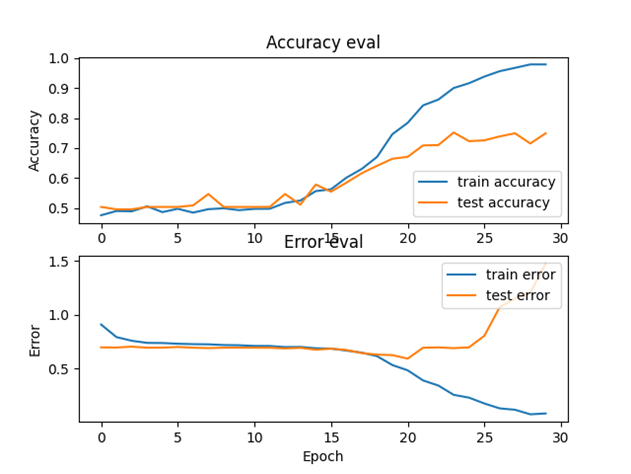 Accuracy eval
1.0
0.9
0.8
0.7
0.6
0.5
Accuracy
train accuracy
test accuracy
0 5 10 15 20 25 30
Error eval
1.5
1.0
0.5
Error
train error
test error
0 5 10 15 20 25 30
Epoch